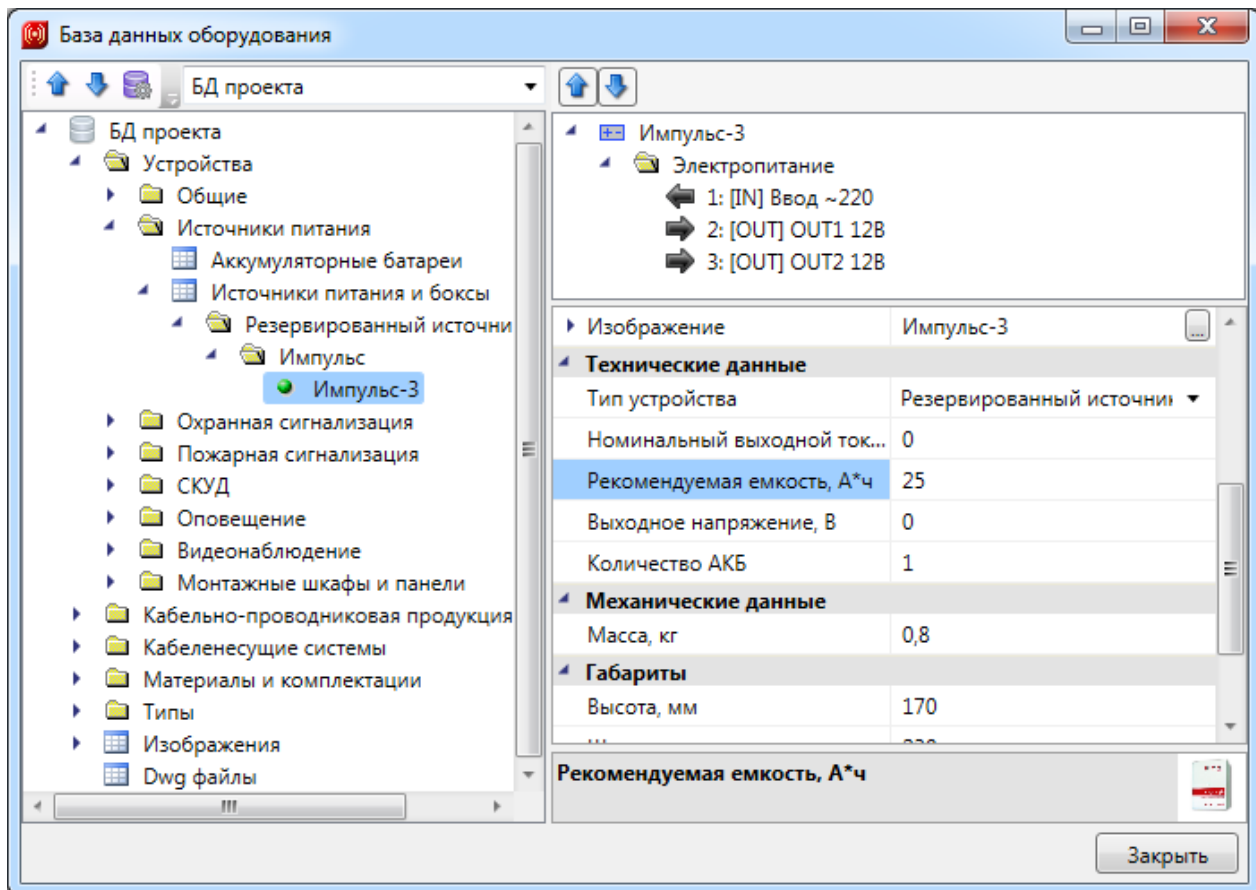 База данных оборудования
БД проекта
БД проекта
Устройства
Общие
Источники питания
Аккумуляторные батареи
Источники питания и боксы
Резервированный источни
Импульс
Импульс-3
Охранная сигнализация
Пожарная сигнализация
СКУД
Оповещение
Видеонаблюдение
Монтажные шкафы и панели
Кабельно-проводниковая продукция
Кабеленесущие системы
Материалы и комплектации
Типы
Изображения
Dwg файлы
Импульс-3
Электропитание
1: [IN] Ввод ~220
2: [OUT] OUT1 12В
3: [OUT] OUT2 12В
Изображение Импульс-3 ...
Технические данные
Тип устройства Резервированный источник
Номинальный выходной ток... 0
Рекомендуемая емкость, А*ч 25
Выходное напряжение, В 0
Количество АКБ 1
Механические данные
Масса, кг 0,8
Габариты
Высота, мм 170
Рекомендуемая емкость, А*ч
Закрыть